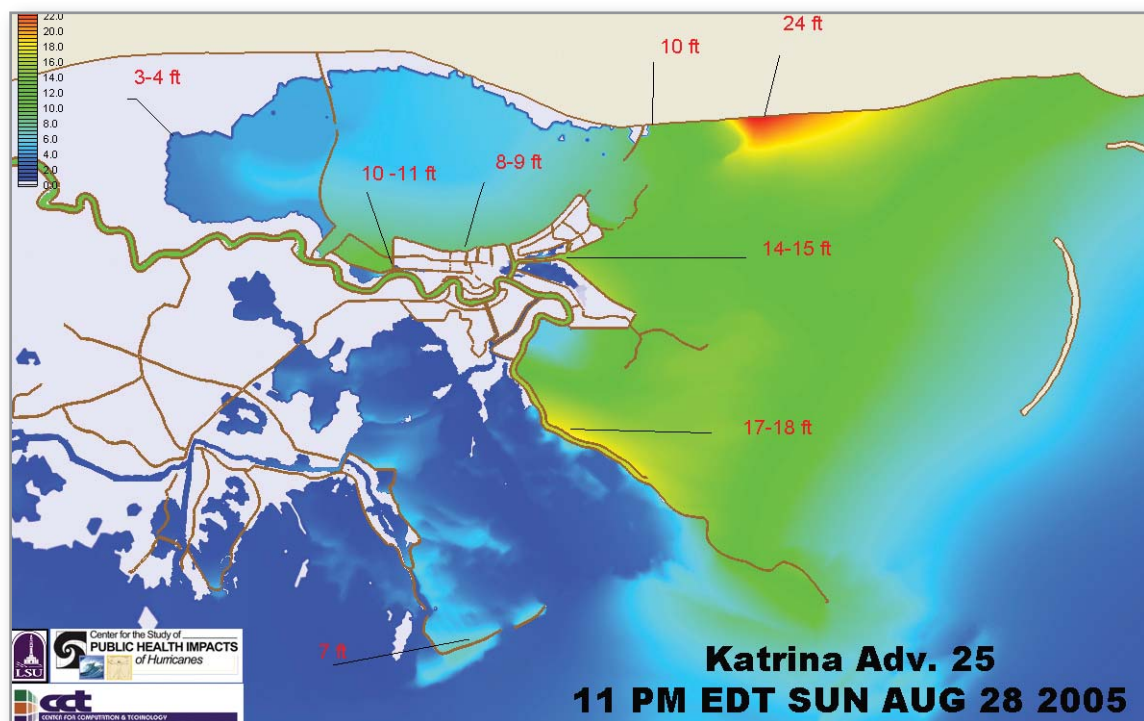 22.0
20.0
18.0
16.0
14.0
12.0
10.0
8.0
6.0
4.0
2.0
0.0
3-4 ft
10 ft
24 ft
10 -11 ft
8-9 ft
14-15 ft
17-18 ft
7 ft
LSU
Center for the Study of
PUBLIC HEALTH IMPACTS
of Hurricanes
cct
CENTER FOR COMPUTATION & TECHNOLOGY
Katrina Adv. 25
11 PM EDT SUN AUG 28 2005